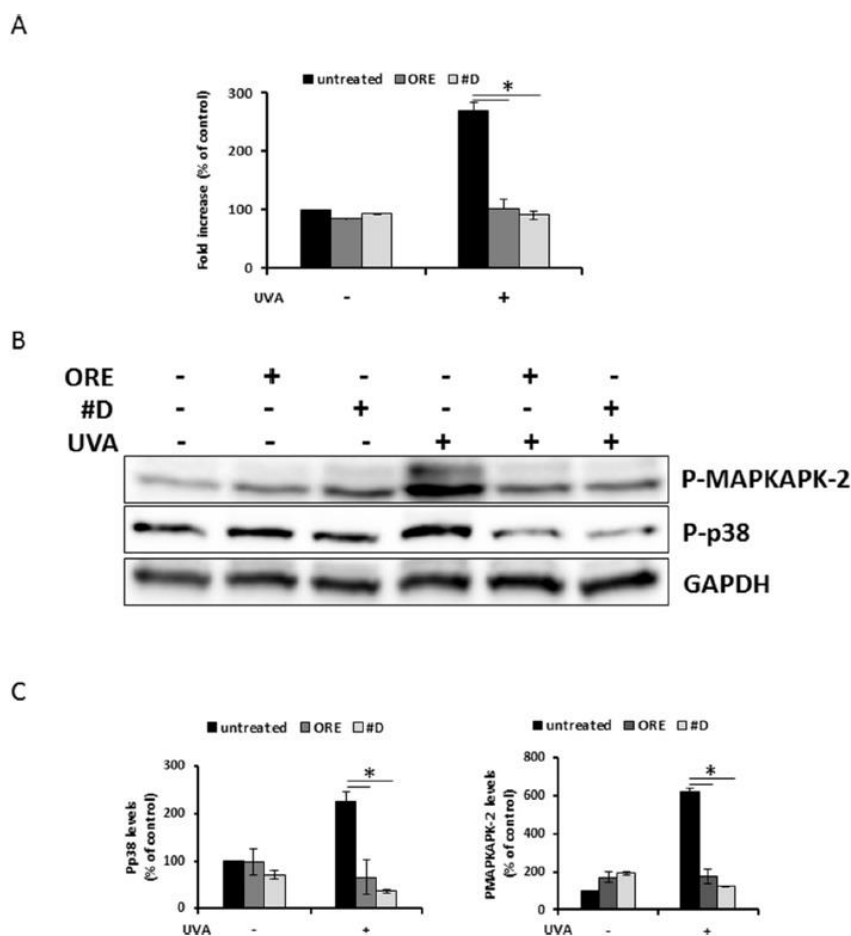 A
untreated ORE #D
Fold increase (% of control)
300
200
100
0
*
UVA - +
B
ORE - + - - + -
#D - - + - - +
UVA - - - + + +
P-MAPKAPK-2
P-p38
GAPDH
C
untreated ORE #D
Pp38 levels
(% of control)
300
200
100
0
*
UVA - +
untreated ORE #D
PMAPKAPK-2 levels
(% of control)
800
600
400
200
0
*
UVA - +